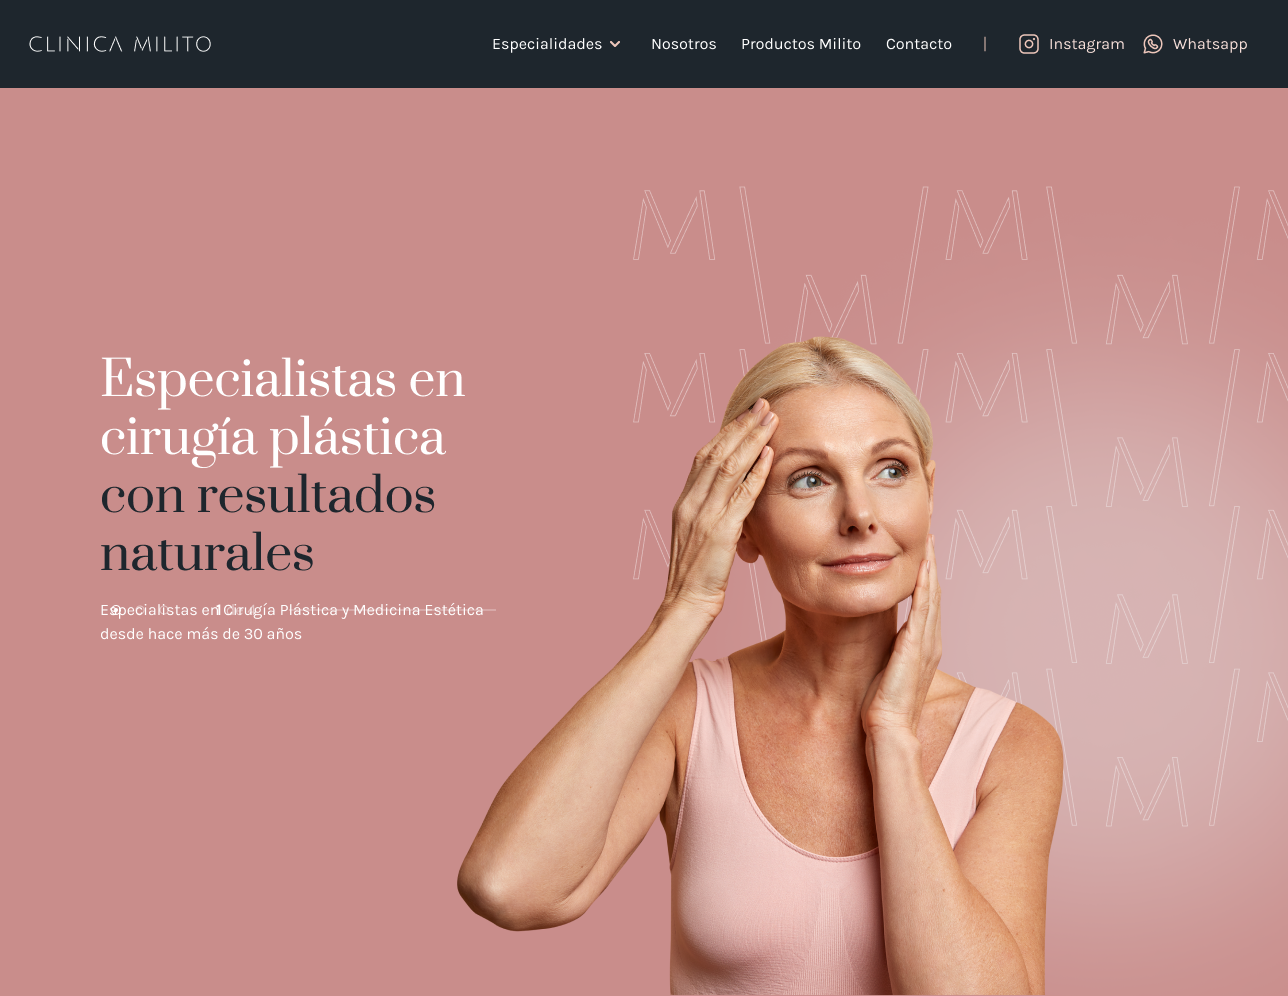 CLINICA MILITO
Especialidades
Nosotros
Productos Milito
Contacto
|
Instagram
Whatsapp
Especialistas en
cirugía plástica
con resultados
naturales
Especialistas en Cirugía Plástica y Medicina Estética
desde hace más de 30 años